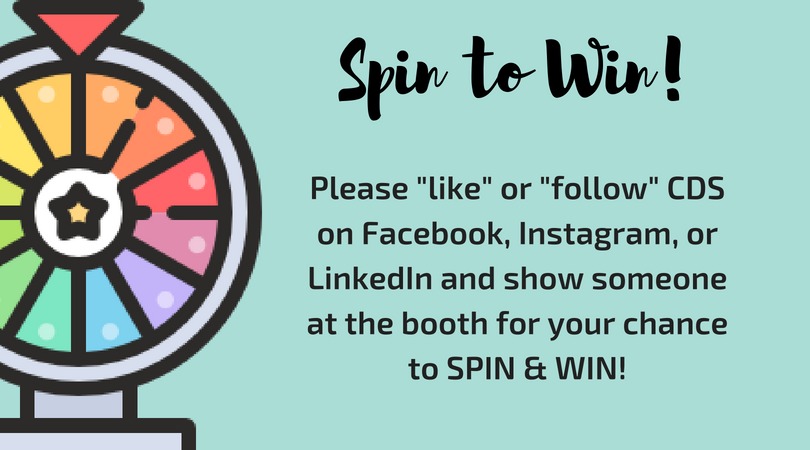 Spin to Win!
Please "like" or "follow" CDS
on Facebook, Instagram, or
LinkedIn and show someone
at the booth for your chance
to SPIN & WIN!